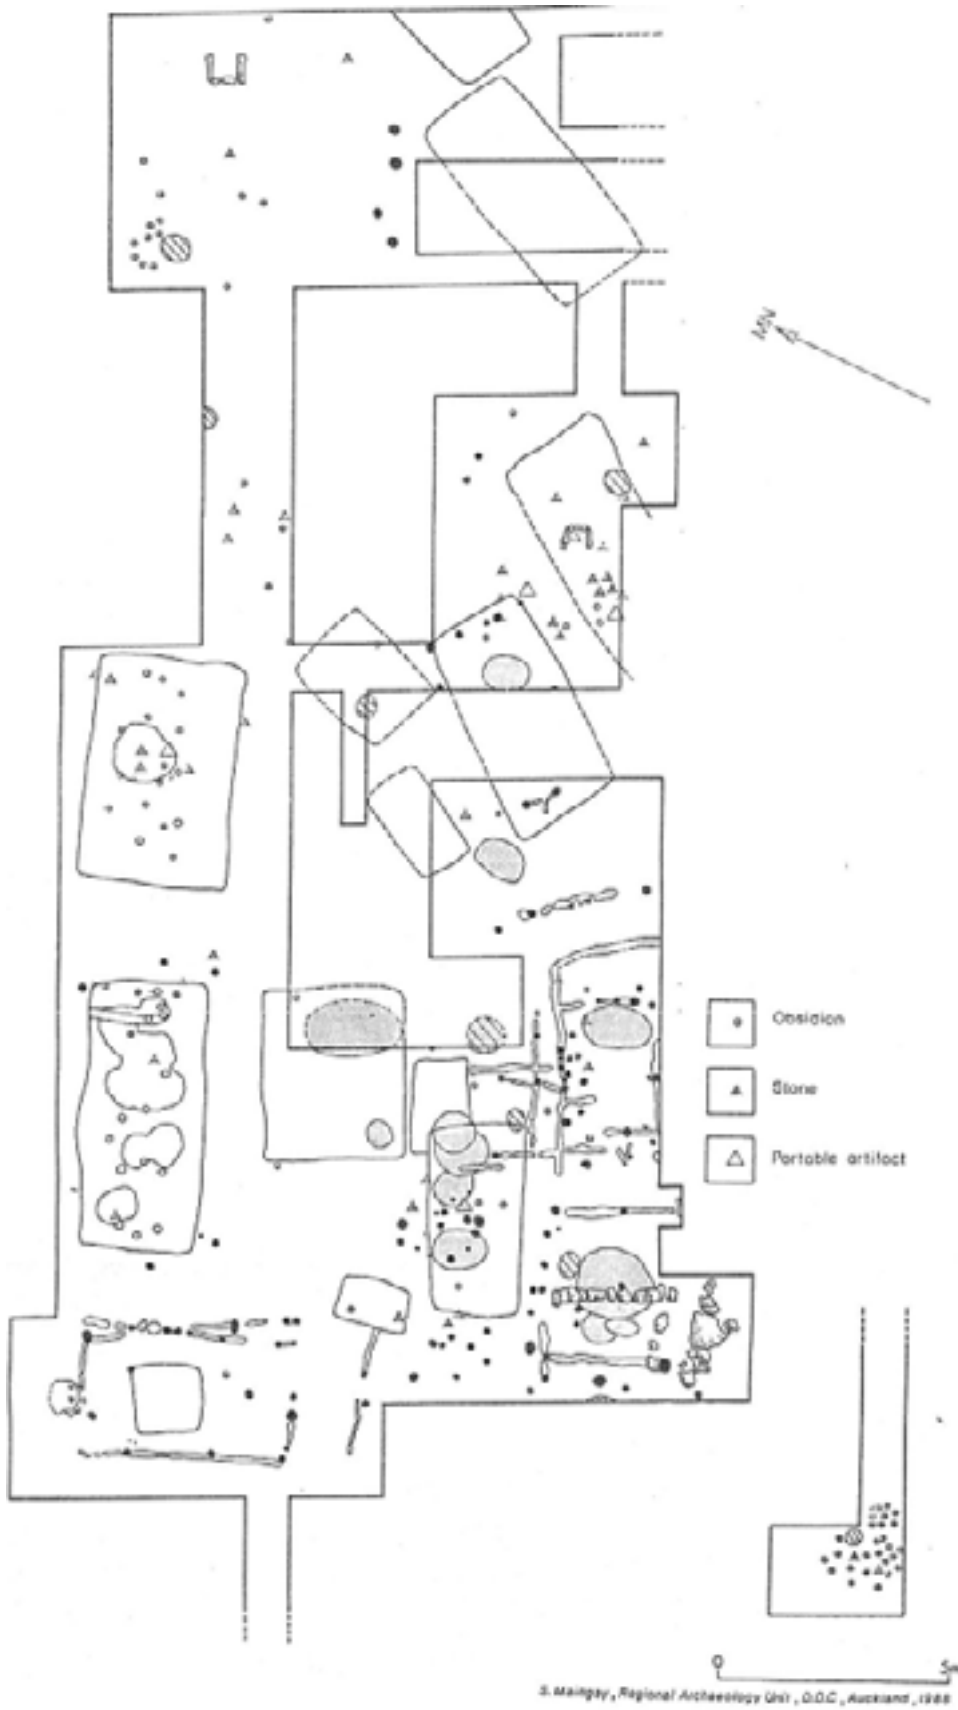 MN
Obsidian
Stone
Portable artifact
0 5m
S. Maingay, Regional Archaeology Unit, D.O.C., Auckland, 1988